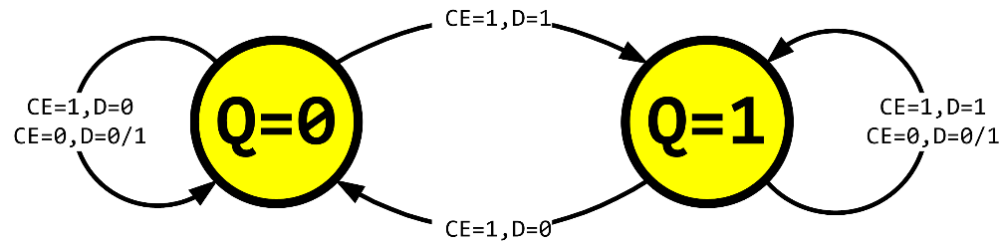 CE=1,D=1
CE=1,D=0
CE=0,D=0/1
Q=0
Q=1
CE=1,D=1
CE=0,D=0/1
CE=1,D=0